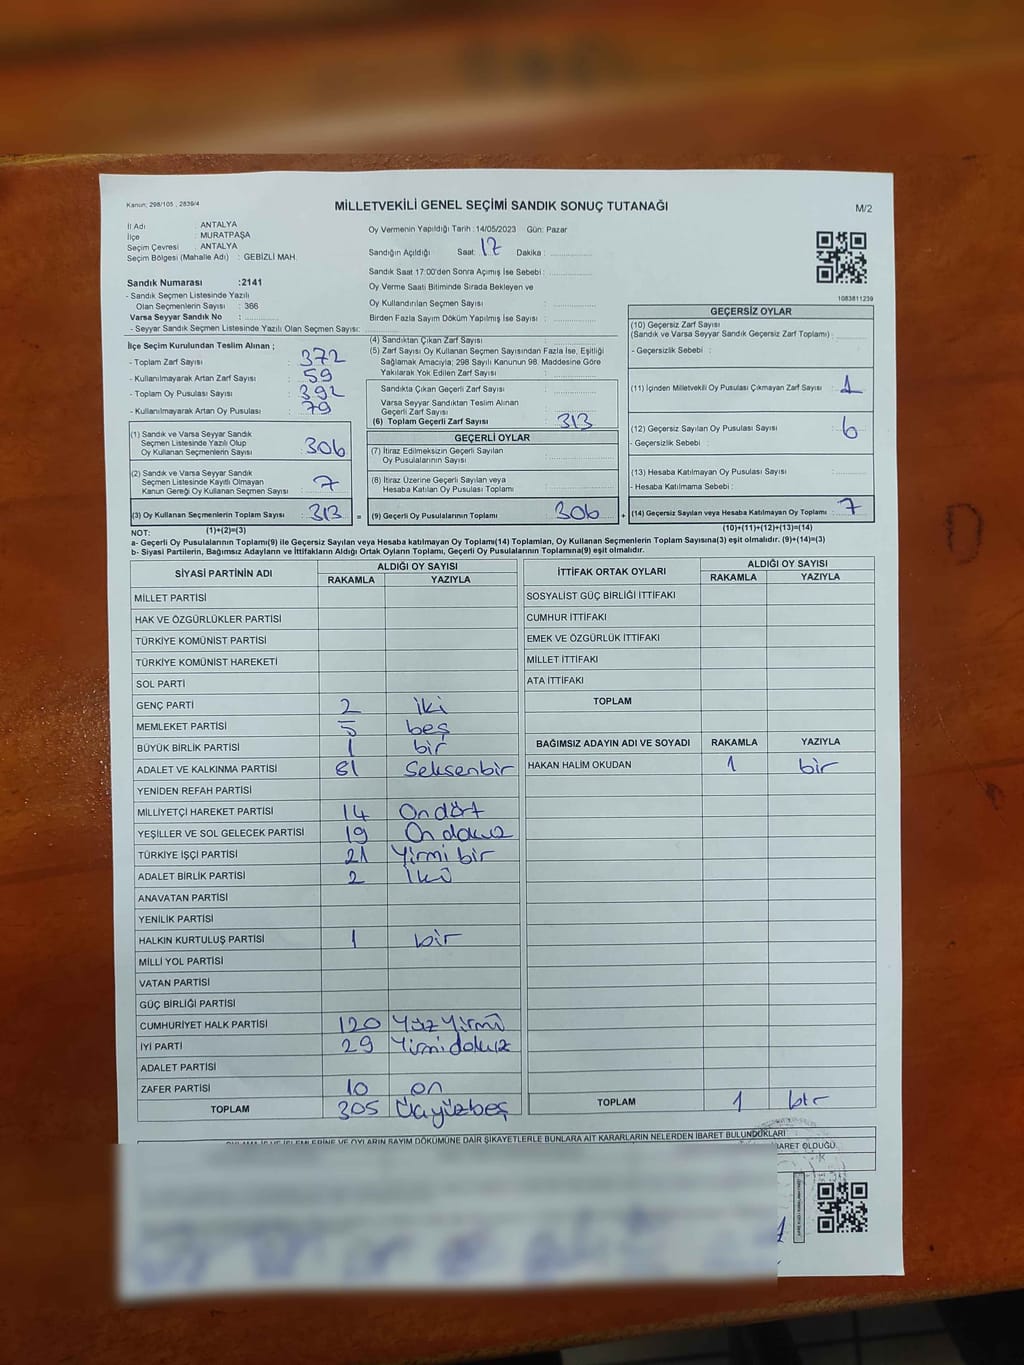 Kanun; 298/105 , 2839/4
MİLLETVEKİLİ GENEL SEÇİMİ SANDIK SONUÇ TUTANAĞI
M/2
İl Adı : ANTALYA
İlçe : MURATPAŞA
Seçim Çevresi : ANTALYA
Seçim Bölgesi (Mahalle Adı) : GEBİZLİ MAH.
Oy Vermenin Yapıldığı Tarih : 14/05/2023 Gün: Pazar
Sandığın Açıldığı Saat: 17 Dakika :
Sandık Saat 17:00'den Sonra Açımış İse Sebebi :
Oy Verme Saati Bitiminde Sırada Bekleyen ve
Oy Kullandırılan Seçmen Sayısı :
Birden Fazla Sayım Döküm Yapılmış İse Sayısı :
1083811239
Sandık Numarası :2141
- Sandık Seçmen Listesinde Yazılı
Olan Seçmenlerin Sayısı : 366
Varsa Seyyar Sandık No :
- Seyyar Sandık Seçmen Listesinde Yazılı Olan Seçmen Sayısı:
İlçe Seçim Kurulundan Teslim Alınan ;
- Toplam Zarf Sayısı : 372
- Kullanılmayarak Artan Zarf Sayısı : 59
- Toplam Oy Pusulası Sayısı : 392
- Kullanılmayarak Artan Oy Pusulası : 79
(1) Sandık ve Varsa Seyyar Sandık
Seçmen Listesinde Yazılı Olup
Oy Kullanan Seçmenlerin Sayısı : 306
(2) Sandık ve Varsa Seyyar Sandık
Seçmen Listesinde Kayıtlı Olmayan
Kanun Gereği Oy Kullanan Seçmen Sayısı : 7
(3) Oy Kullanan Seçmenlerin Toplam Sayısı : 313
(1)+(2)=(3)
(4) Sandıktan Çıkan Zarf Sayısı :
(5) Zarf Sayısı Oy Kullanan Seçmen Sayısından Fazla İse, Eşitliği
Sağlamak Amacıyla; 298 Sayılı Kanunun 98. Maddesine Göre
Yakılarak Yok Edilen Zarf Sayısı :
Sandıkta Çıkan Geçerli Zarf Sayısı :
Varsa Seyyar Sandıktan Teslim Alınan
Geçerli Zarf Sayısı :
(6) Toplam Geçerli Zarf Sayısı : 313
GEÇERLİ OYLAR
(7) İtiraz Edilmeksizin Geçerli Sayılan
Oy Pusulalarının Sayısı :
(8) İtiraz Üzerine Geçerli Sayılan veya
Hesaba Katılan Oy Pusulası Toplamı :
= (9) Geçerli Oy Pusulalarının Toplamı : 306 +
GEÇERSİZ OYLAR
(10) Geçersiz Zarf Sayısı
(Sandık ve Varsa Seyyar Sandık Geçersiz Zarf Toplamı) :
- Geçersizlik Sebebi :
(11) İçinden Milletvekili Oy Pusulası Çıkmayan Zarf Sayısı : 1
(12) Geçersiz Sayılan Oy Pusulası Sayısı : 6
- Geçersizlik Sebebi :
(13) Hesaba Katılmayan Oy Pusulası Sayısı :
- Hesaba Katılmama Sebebi :
(14) Geçersiz Sayılan veya Hesaba Katılmayan Oy Toplamı : 7
(10)+(11)+(12)+(13)=(14)
NOT:
a- Geçerli Oy Pusulalarının Toplamı(9) ile Geçersiz Sayılan veya Hesaba katılmayan Oy Toplamı(14) Toplamları, Oy Kullanan Seçmenlerin Toplam Sayısına(3) eşit olmalıdır. (9)+(14)=(3)
b- Siyasi Partilerin, Bağımsız Adayların ve İttifakların Aldığı Ortak Oyların Toplamı, Geçerli Oy Pusulalarının Toplamına(9) eşit olmalıdır.
SİYASİ PARTİNİN ADI ALDIĞI OY SAYISI
RAKAMLA YAZIYLA
MİLLET PARTİSİ
HAK VE ÖZGÜRLÜKLER PARTİSİ
TÜRKİYE KOMÜNİST PARTİSİ
TÜRKİYE KOMÜNİST HAREKETİ
SOL PARTİ
GENÇ PARTİ 2 iki
MEMLEKET PARTİSİ 5 beş
BÜYÜK BİRLİK PARTİSİ 1 bir
ADALET VE KALKINMA PARTİSİ 81 Seksenbir
YENİDEN REFAH PARTİSİ
MİLLİYETÇİ HAREKET PARTİSİ 14 On dört
YEŞİLLER VE SOL GELECEK PARTİSİ 19 On dokuz
TÜRKİYE İŞÇİ PARTİSİ 21 Yirmi bir
ADALET BİRLİK PARTİSİ 2 İki
ANAVATAN PARTİSİ
YENİLİK PARTİSİ
HALKIN KURTULUŞ PARTİSİ 1 bir
MİLLİ YOL PARTİSİ
VATAN PARTİSİ
GÜÇ BİRLİĞİ PARTİSİ
CUMHURİYET HALK PARTİSİ 120 Yüz Yirmi
İYİ PARTİ 29 Yirmidokuz
ADALET PARTİSİ
ZAFER PARTİSİ 10 on
TOPLAM 305 Üçyüzbeş
İTTİFAK ORTAK OYLARI ALDIĞI OY SAYISI
RAKAMLA YAZIYLA
SOSYALİST GÜÇ BİRLİĞİ İTTİFAKI
CUMHUR İTTİFAKI
EMEK VE ÖZGÜRLÜK İTTİFAKI
MİLLET İTTİFAKI
ATA İTTİFAKI
TOPLAM
BAĞIMSIZ ADAYIN ADI VE SOYADI RAKAMLA YAZIYLA
HAKAN HALİM OKUDAN 1 bir
TOPLAM 1 bir
OYLARIN SAYIM DÖKÜMÜNE DAİR ŞİKAYETLERLE BUNLARA AİT KARARLARIN NELERDEN İBARET BULUNDUKLARI
İBARET OLDUĞU